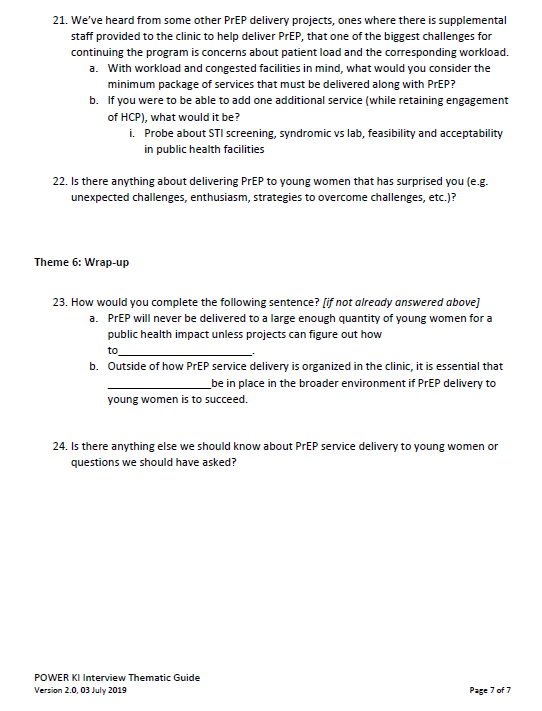 21. We've heard from some other PrEP delivery projects, ones where there is supplemental
staff provided to the clinic to help deliver PrEP, that one of the biggest challenges for
continuing the program is concerns about patient load and the corresponding workload.
a. With workload and congested facilities in mind, what would you consider the
minimum package of services that must be delivered along with PrEP?
b. If you were to be able to add one additional service (while retaining engagement
of HCP), what would it be?
i. Probe about STI screening, syndromic vs lab, feasibility and acceptability
in public health facilities
22. Is there anything about delivering PrEP to young women that has surprised you (e.g.
unexpected challenges, enthusiasm, strategies to overcome challenges, etc.)?
Theme 6: Wrap-up
23. How would you complete the following sentence? [if not already answered above]
a. PrEP will never be delivered to a large enough quantity of young women for a
public health impact unless projects can figure out how
to_________________________.
b. Outside of how PrEP service delivery is organized in the clinic, it is essential that
___________________be in place in the broader environment if PrEP delivery to
young women is to succeed.
24. Is there anything else we should know about PrEP service delivery to young women or
questions we should have asked?
POWER KI Interview Thematic Guide
Version 2.0, 03 July 2019 Page 7 of 7